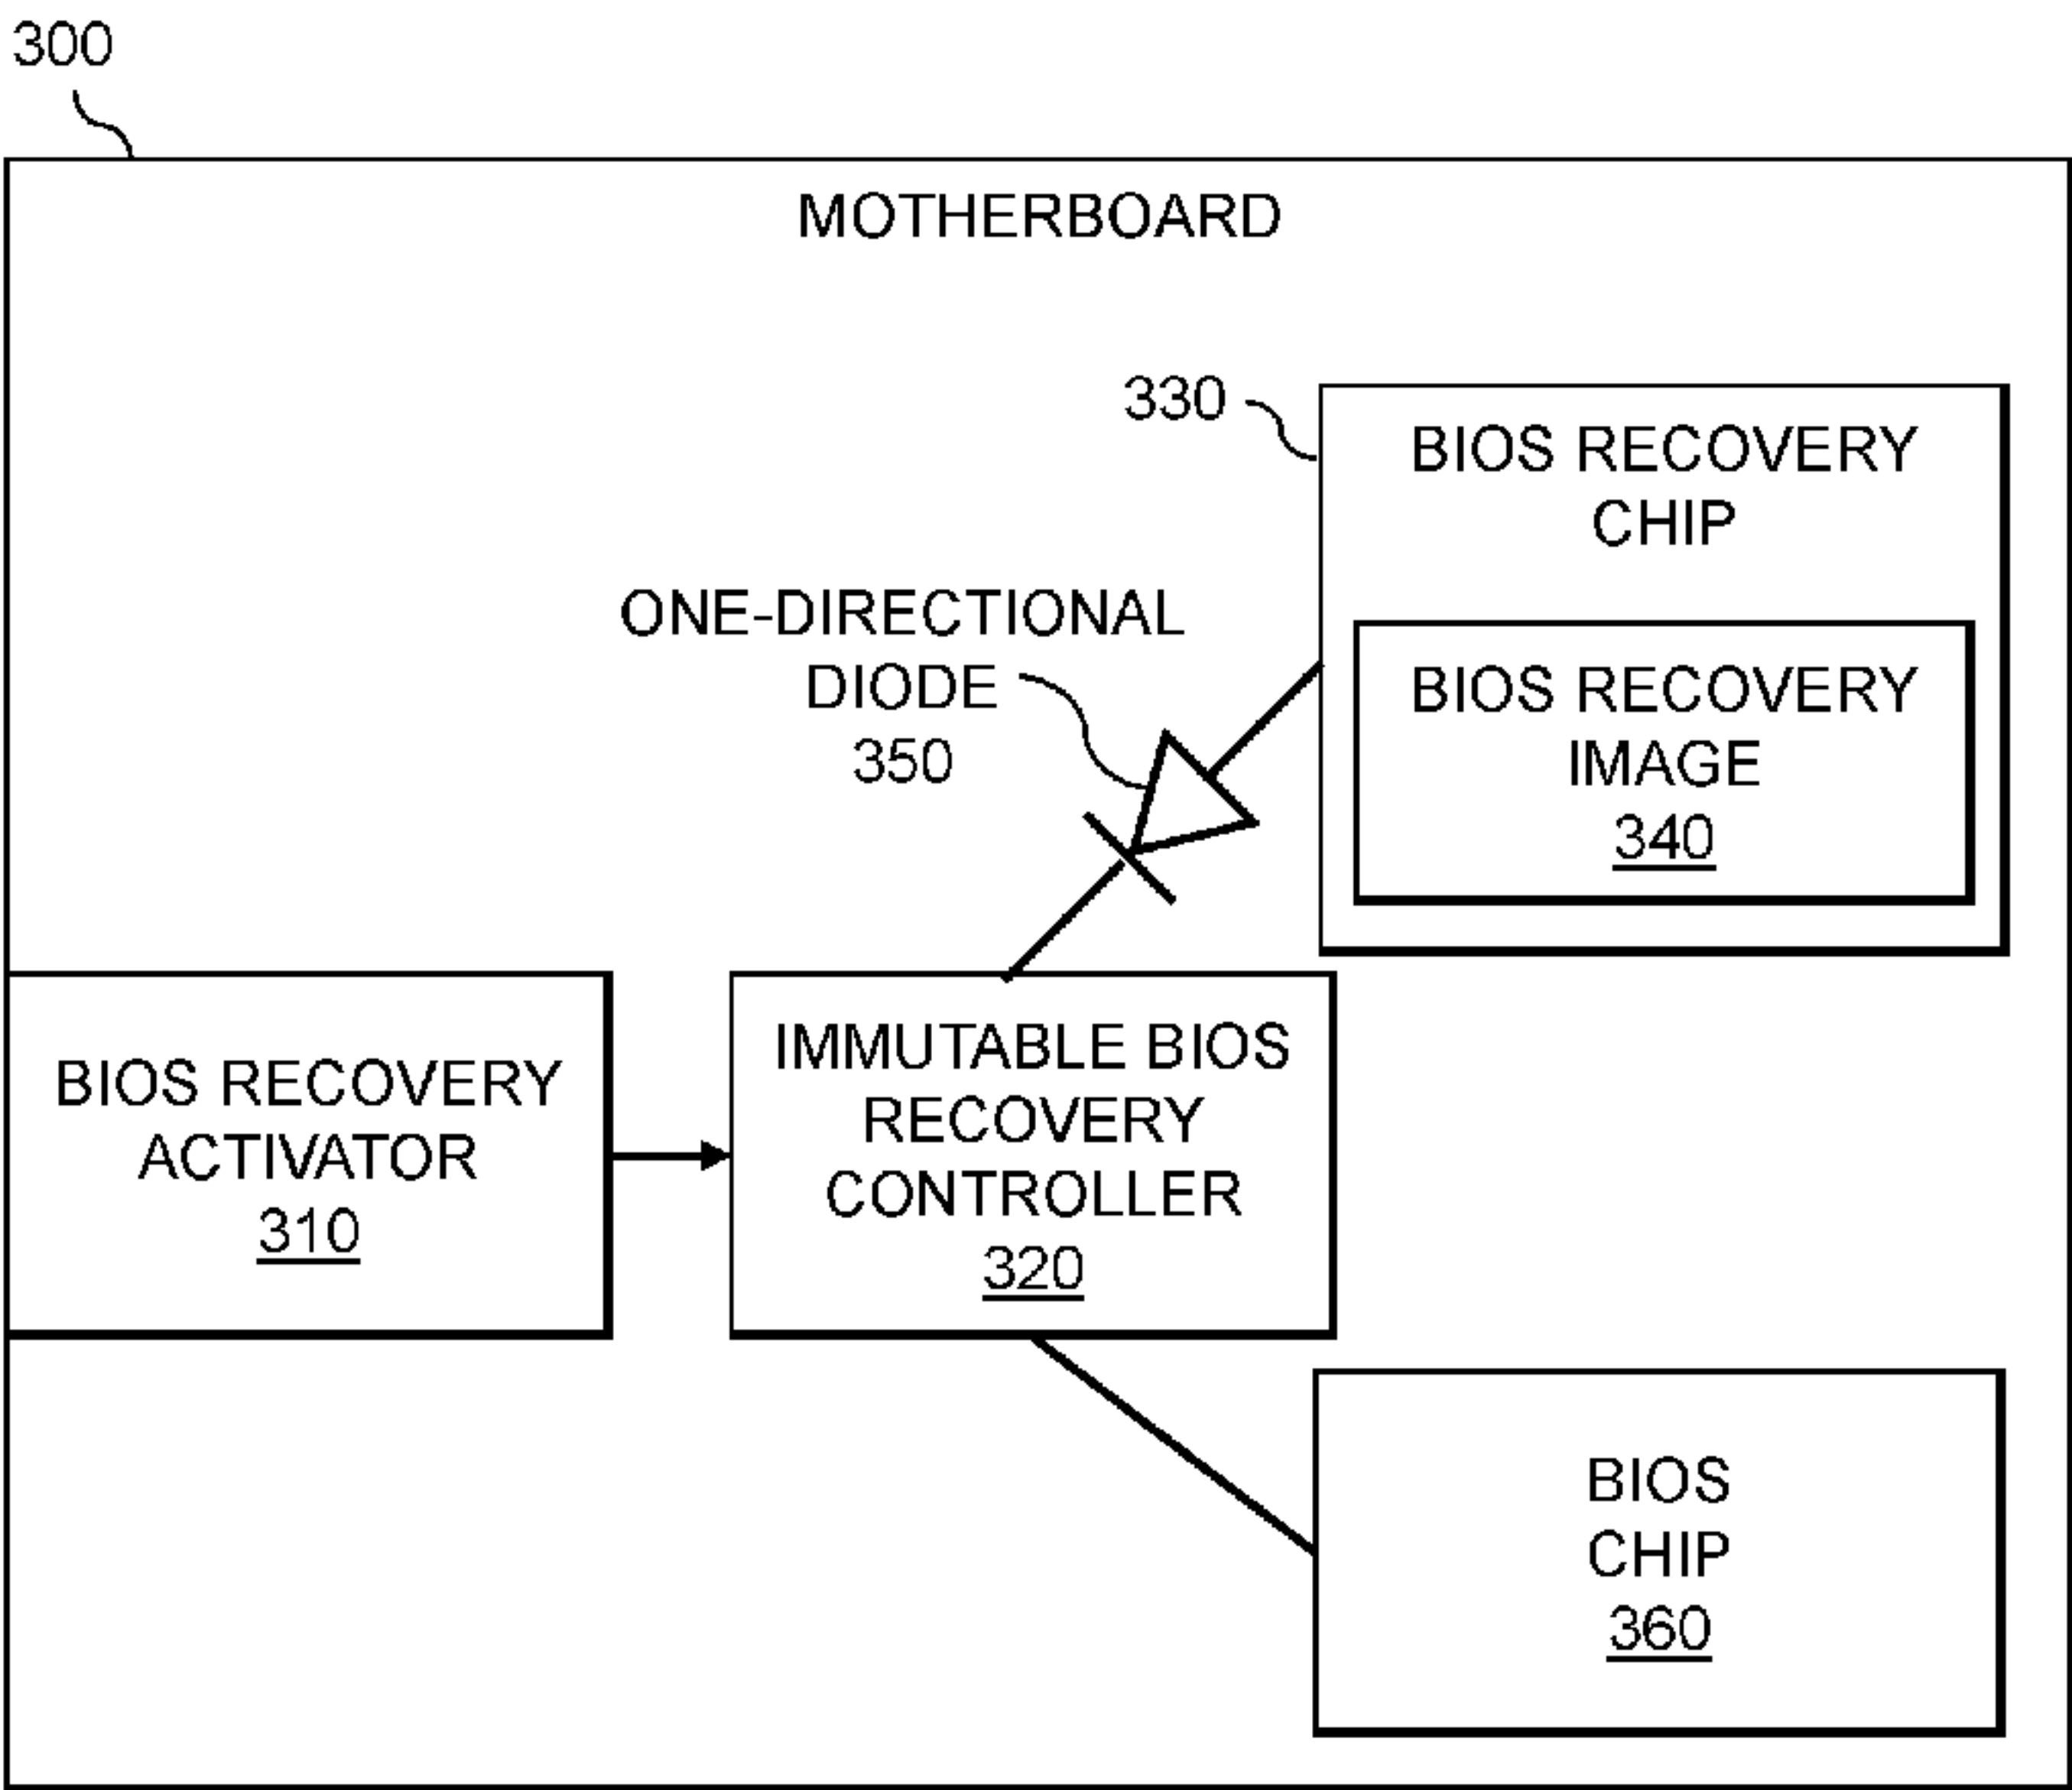 300
MOTHERBOARD
330
BIOS RECOVERY
CHIP
ONE-DIRECTIONAL
DIODE
350
BIOS RECOVERY
IMAGE
340
BIOS RECOVERY
ACTIVATOR
310
IMMUTABLE BIOS
RECOVERY
CONTROLLER
320
BIOS
CHIP
360